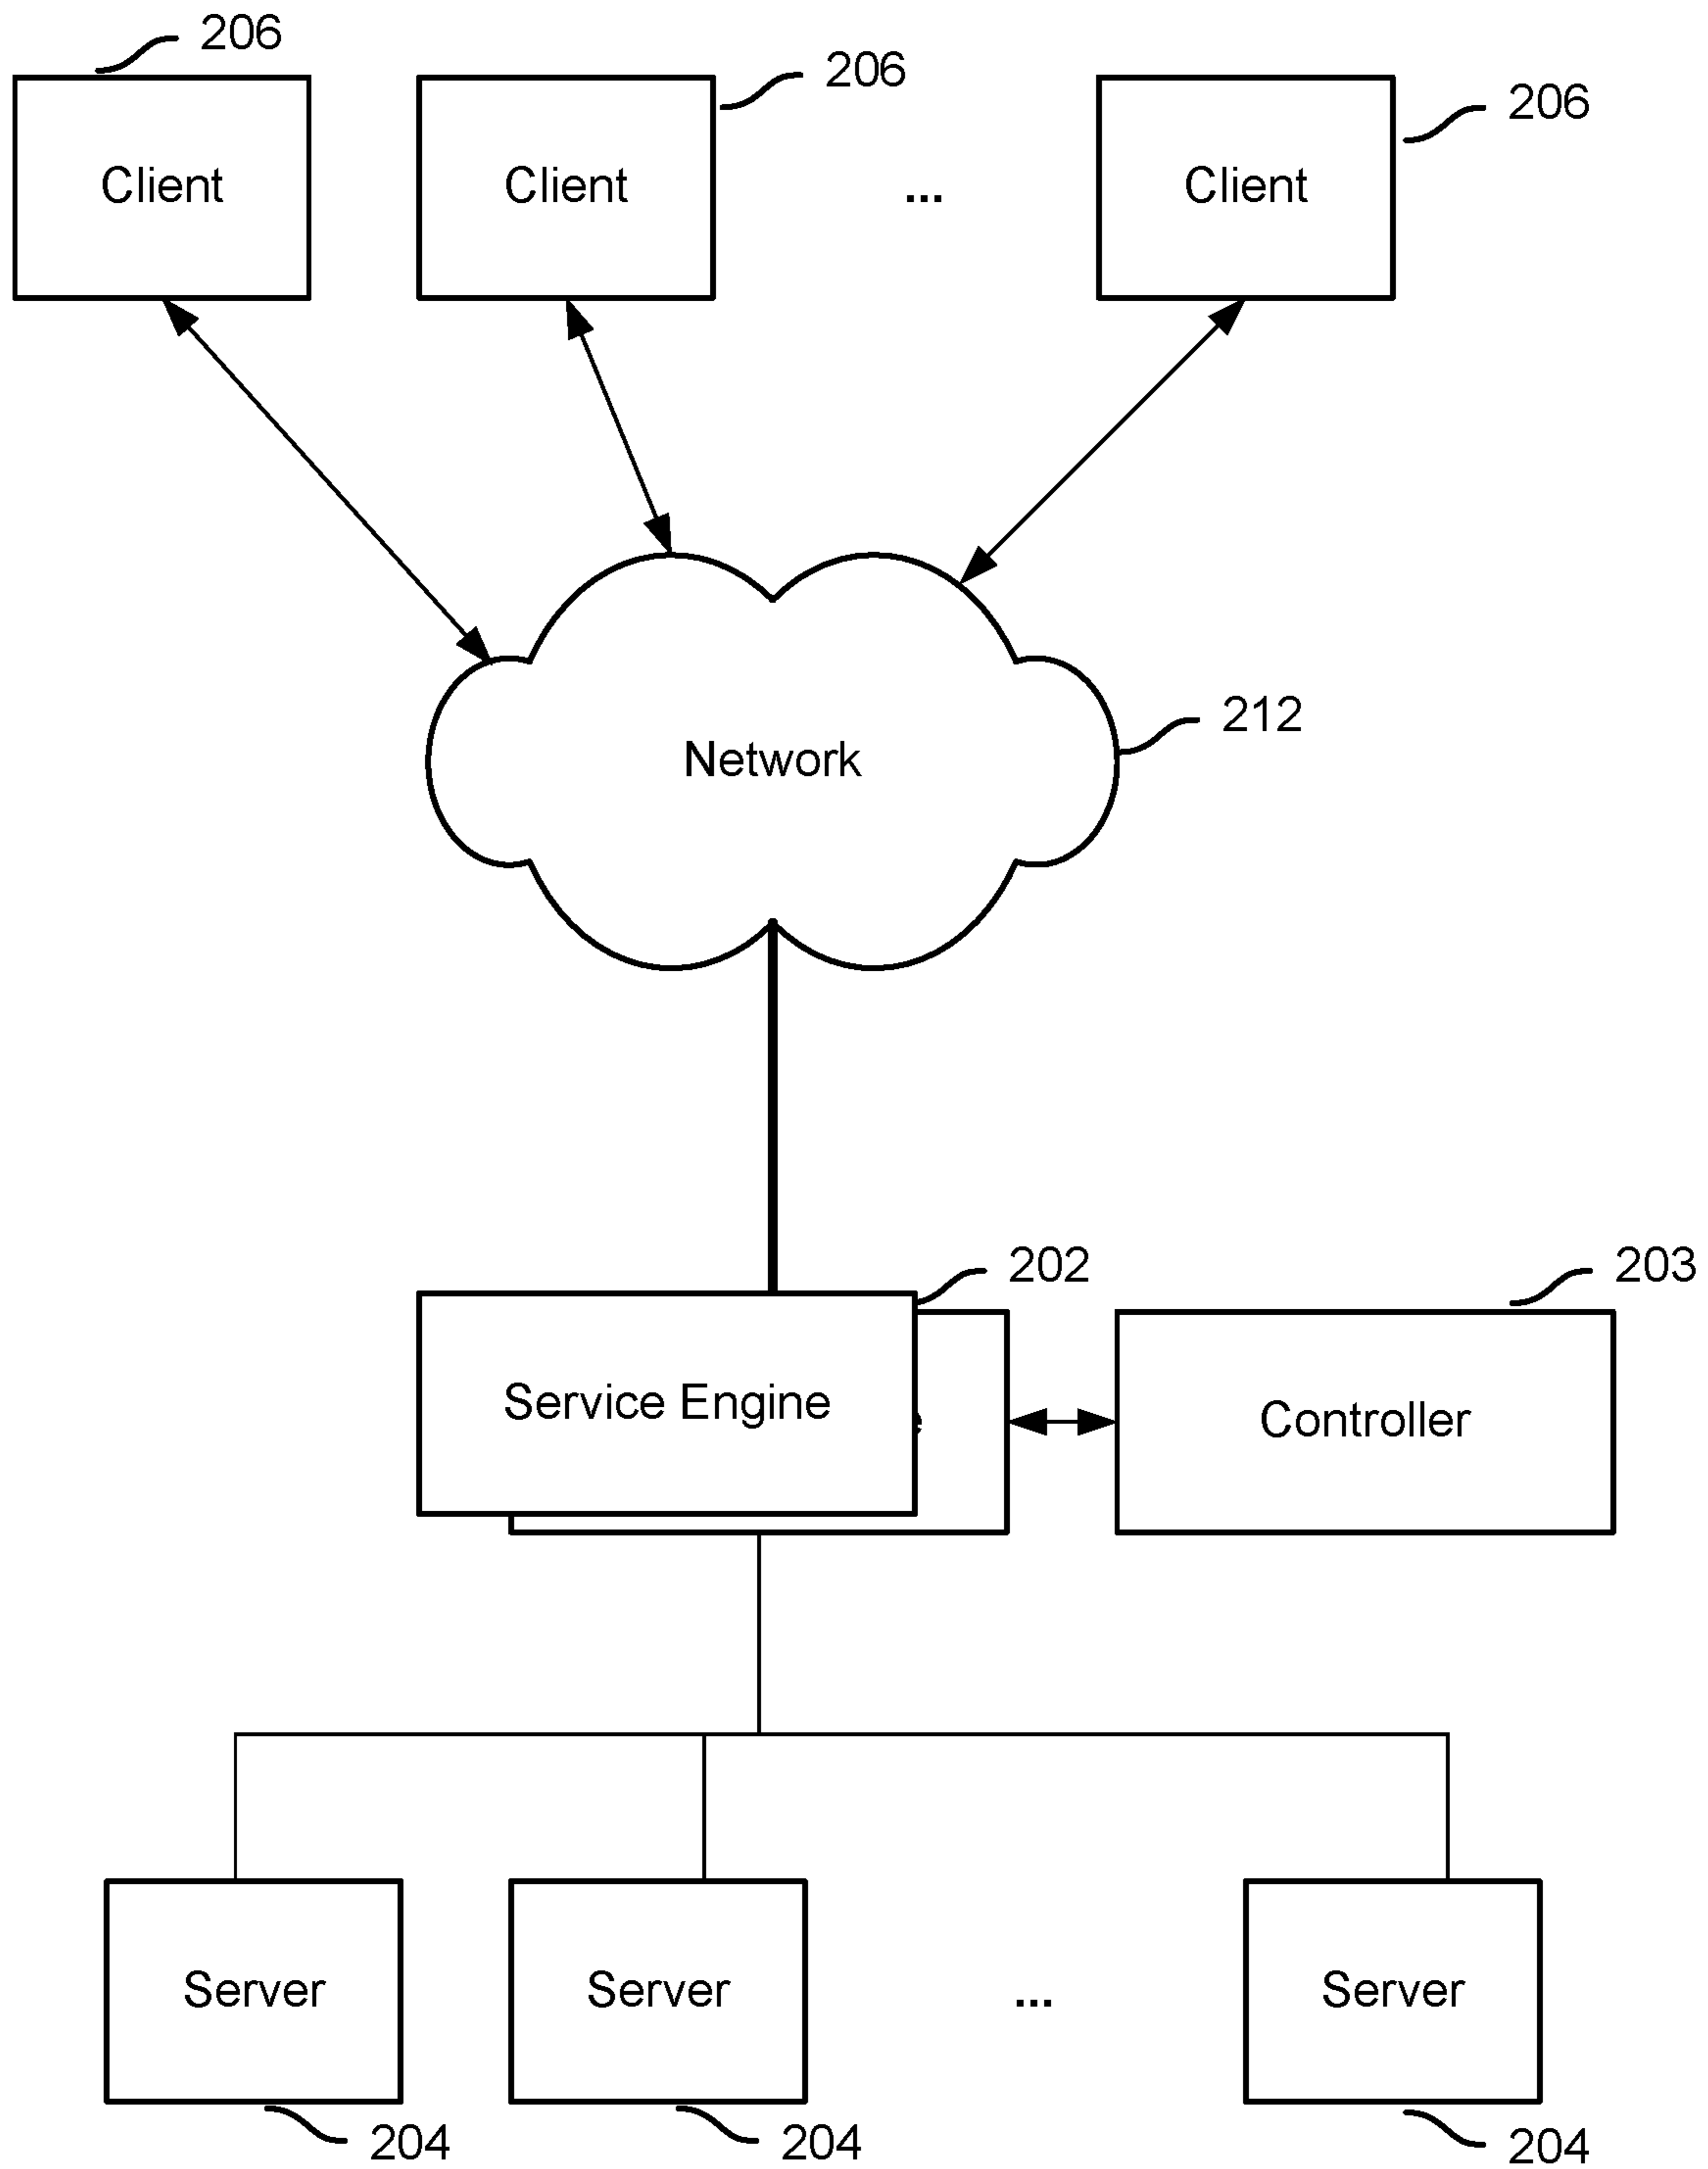 206
206
206
Client
Client
...
Client
212
Network
202
203
Service Engine
Controller
Server
Server
...
Server
204
204
204